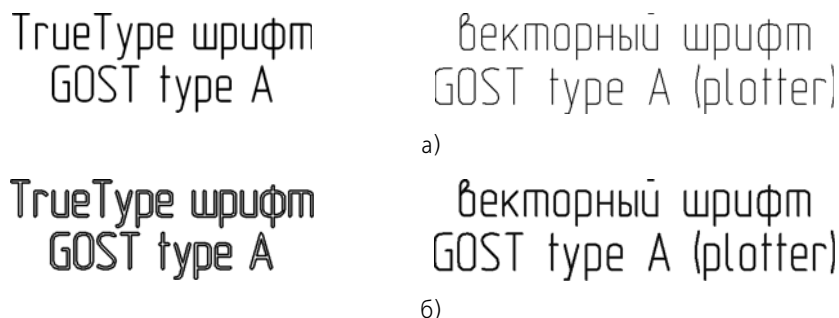 TrueType шрифт
GOST type A
векторный шрифт
GOST type A (plotter)
а)
TrueType шрифт
GOST type A
векторный шрифт
GOST type A (plotter)
б)